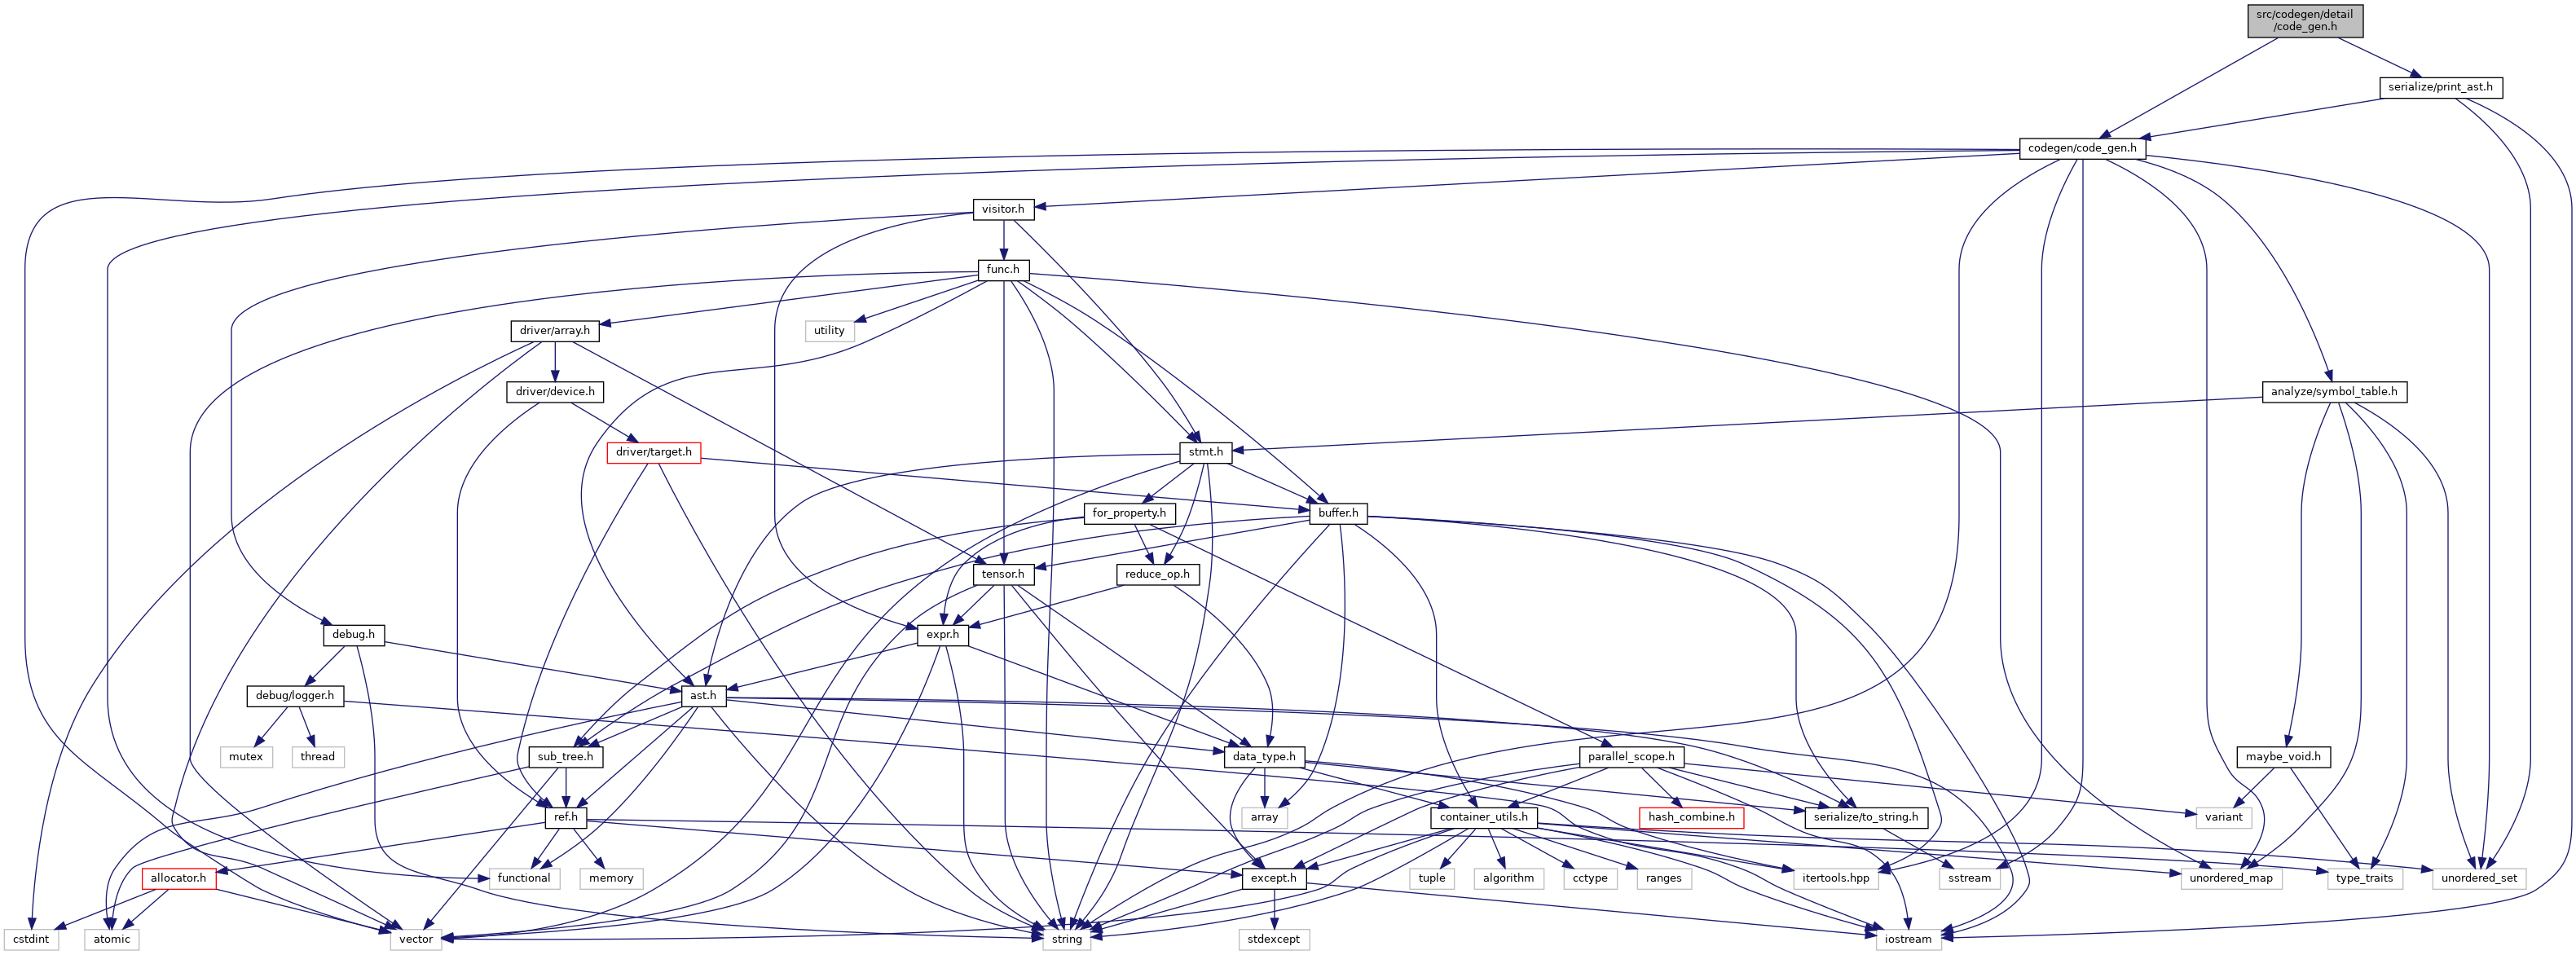 src/codegen/detail
/code_gen.h
serialize/print_ast.h
codegen/code_gen.h
visitor.h
func.h
driver/array.h
utility
driver/device.h
analyze/symbol_table.h
driver/target.h
stmt.h
for_property.h
buffer.h
tensor.h
reduce_op.h
debug.h
expr.h
debug/logger.h
ast.h
mutex
thread
sub_tree.h
data_type.h
parallel_scope.h
maybe_void.h
ref.h
array
container_utils.h
hash_combine.h
serialize/to_string.h
variant
allocator.h
functional
memory
except.h
tuple
algorithm
cctype
ranges
itertools.hpp
sstream
unordered_map
type_traits
unordered_set
cstdint
atomic
vector
string
stdexcept
iostream